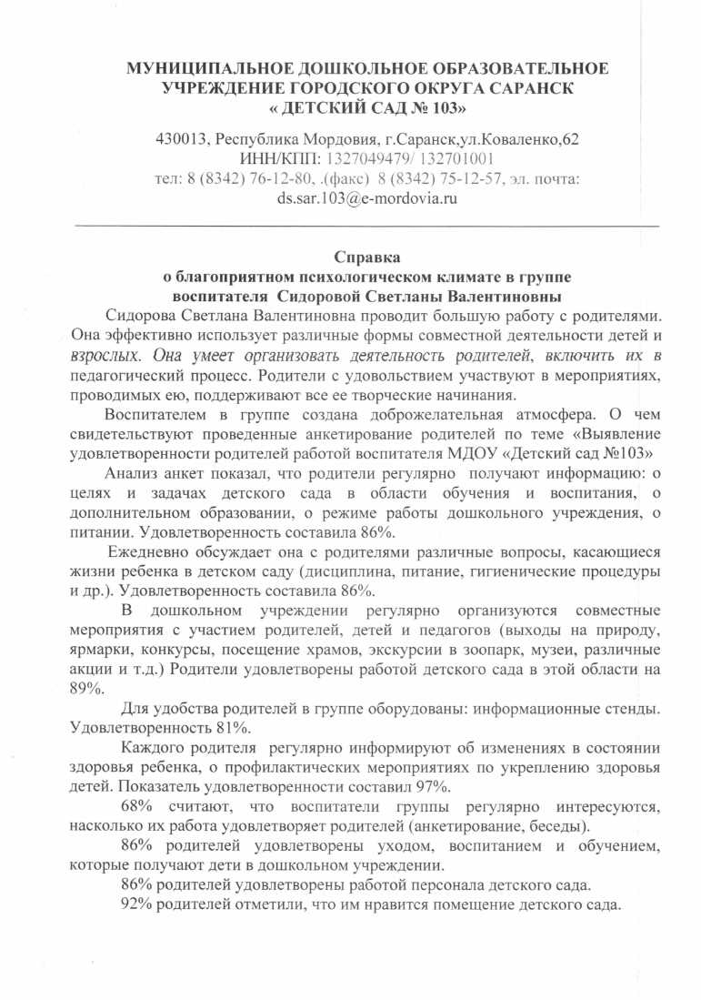 МУНИЦИПАЛЬНОЕ ДОШКОЛЬНОЕ ОБРАЗОВАТЕЛЬНОЕ
УЧРЕЖДЕНИЕ ГОРОДСКОГО ОКРУГА САРАНСК
« ДЕТСКИЙ САД № 103»
430013, Республика Мордовия, г.Саранск,ул.Коваленко,62
ИНН/КПП: 1327049479/ 132701001
тел: 8 (8342) 76-12-80, .(факс) 8 (8342) 75-12-57, эл. почта:
ds.sar.103@e-mordovia.ru
Справка
о благоприятном психологическом климате в группе
воспитателя Сидоровой Светланы Валентиновны
Сидорова Светлана Валентиновна проводит большую работу с родителями.
Она эффективно использует различные формы совместной деятельности детей и
взрослых. Она умеет организовать деятельность родителей, включить их в
педагогический процесс. Родители с удовольствием участвуют в мероприятиях,
проводимых ею, поддерживают все ее творческие начинания.
Воспитателем в группе создана доброжелательная атмосфера. О чем
свидетельствуют проведенные анкетирование родителей по теме «Выявление
удовлетворенности родителей работой воспитателя МДОУ «Детский сад №103»
Анализ анкет показал, что родители регулярно получают информацию: о
целях и задачах детского сада в области обучения и воспитания, о
дополнительном образовании, о режиме работы дошкольного учреждения, о
питании. Удовлетворенность составила 86%.
Ежедневно обсуждает она с родителями различные вопросы, касающиеся
жизни ребенка в детском саду (дисциплина, питание, гигиенические процедуры
и др.). Удовлетворенность составила 86%.
В дошкольном учреждении регулярно организуются совместные
мероприятия с участием родителей, детей и педагогов (выходы на природу,
ярмарки, конкурсы, посещение храмов, экскурсии в зоопарк, музеи, различные
акции и т.д.) Родители удовлетворены работой детского сада в этой области на
89%.
Для удобства родителей в группе оборудованы: информационные стенды.
Удовлетворенность 81%.
Каждого родителя регулярно информируют об изменениях в состоянии
здоровья ребенка, о профилактических мероприятиях по укреплению здоровья
детей. Показатель удовлетворенности составил 97%.
68% считают, что воспитатели группы регулярно интересуются,
насколько их работа удовлетворяет родителей (анкетирование, беседы).
86% родителей удовлетворены уходом, воспитанием и обучением,
которые получают дети в дошкольном учреждении.
86% родителей удовлетворены работой персонала детского сада.
92% родителей отметили, что им нравится помещение детского сада.